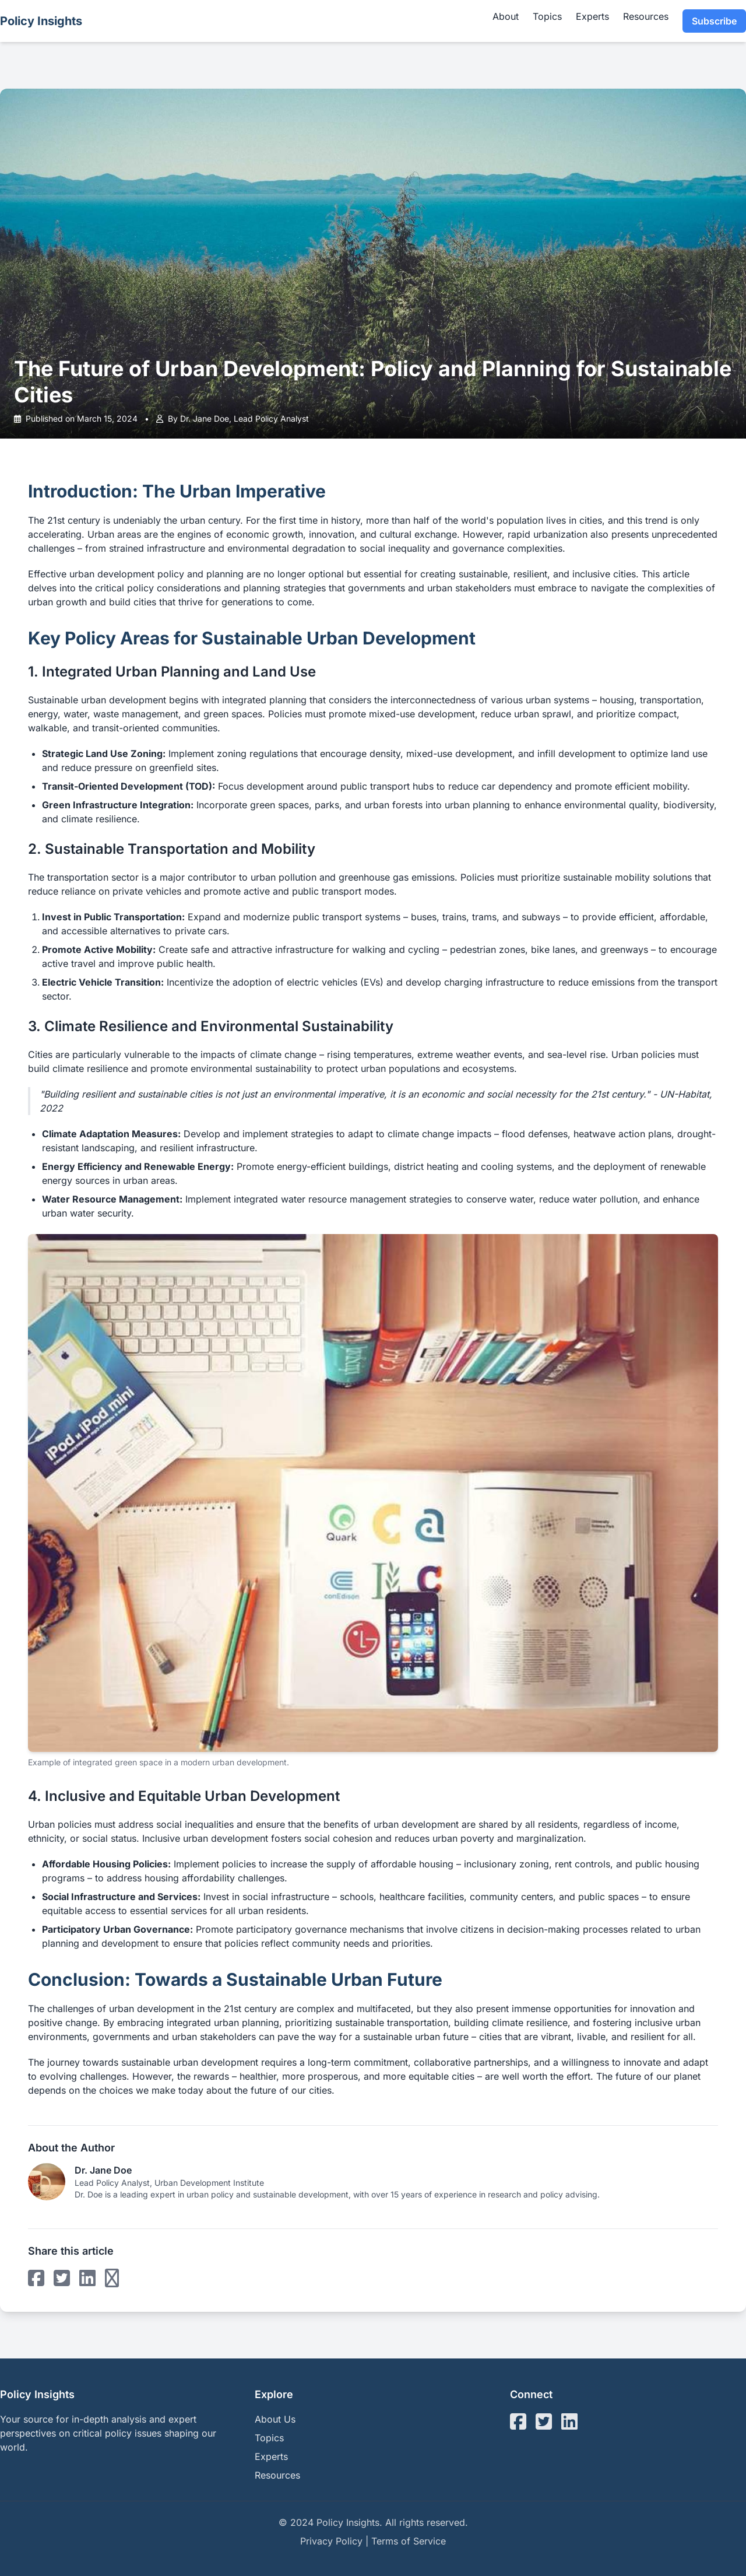 Policy Insights
About Topics Experts Resources Subscribe
The Future of Urban Development: Policy and Planning for Sustainable
Cities
Published on March 15, 2024 • By Dr. Jane Doe, Lead Policy Analyst
Introduction: The Urban Imperative
The 21st century is undeniably the urban century. For the first time in history, more than half of the world's population lives in cities, and this trend is only
accelerating. Urban areas are the engines of economic growth, innovation, and cultural exchange. However, rapid urbanization also presents unprecedented
challenges – from strained infrastructure and environmental degradation to social inequality and governance complexities.
Effective urban development policy and planning are no longer optional but essential for creating sustainable, resilient, and inclusive cities. This article
delves into the critical policy considerations and planning strategies that governments and urban stakeholders must embrace to navigate the complexities of
urban growth and build cities that thrive for generations to come.
Key Policy Areas for Sustainable Urban Development
1. Integrated Urban Planning and Land Use
Sustainable urban development begins with integrated planning that considers the interconnectedness of various urban systems – housing, transportation,
energy, water, waste management, and green spaces. Policies must promote mixed-use development, reduce urban sprawl, and prioritize compact,
walkable, and transit-oriented communities.
• Strategic Land Use Zoning: Implement zoning regulations that encourage density, mixed-use development, and infill development to optimize land use
and reduce pressure on greenfield sites.
• Transit-Oriented Development (TOD): Focus development around public transport hubs to reduce car dependency and promote efficient mobility.
• Green Infrastructure Integration: Incorporate green spaces, parks, and urban forests into urban planning to enhance environmental quality, biodiversity,
and climate resilience.
2. Sustainable Transportation and Mobility
The transportation sector is a major contributor to urban pollution and greenhouse gas emissions. Policies must prioritize sustainable mobility solutions that
reduce reliance on private vehicles and promote active and public transport modes.
1. Invest in Public Transportation: Expand and modernize public transport systems – buses, trains, trams, and subways – to provide efficient, affordable,
and accessible alternatives to private cars.
2. Promote Active Mobility: Create safe and attractive infrastructure for walking and cycling – pedestrian zones, bike lanes, and greenways – to encourage
active travel and improve public health.
3. Electric Vehicle Transition: Incentivize the adoption of electric vehicles (EVs) and develop charging infrastructure to reduce emissions from the transport
sector.
3. Climate Resilience and Environmental Sustainability
Cities are particularly vulnerable to the impacts of climate change – rising temperatures, extreme weather events, and sea-level rise. Urban policies must
build climate resilience and promote environmental sustainability to protect urban populations and ecosystems.
"Building resilient and sustainable cities is not just an environmental imperative, it is an economic and social necessity for the 21st century." - UN-Habitat,
2022
• Climate Adaptation Measures: Develop and implement strategies to adapt to climate change impacts – flood defenses, heatwave action plans, drought-
resistant landscaping, and resilient infrastructure.
• Energy Efficiency and Renewable Energy: Promote energy-efficient buildings, district heating and cooling systems, and the deployment of renewable
energy sources in urban areas.
• Water Resource Management: Implement integrated water resource management strategies to conserve water, reduce water pollution, and enhance
urban water security.
iPod и iPod mini
Quark
conEdison
LG
Example of integrated green space in a modern urban development.
4. Inclusive and Equitable Urban Development
Urban policies must address social inequalities and ensure that the benefits of urban development are shared by all residents, regardless of income,
ethnicity, or social status. Inclusive urban development fosters social cohesion and reduces urban poverty and marginalization.
• Affordable Housing Policies: Implement policies to increase the supply of affordable housing – inclusionary zoning, rent controls, and public housing
programs – to address housing affordability challenges.
• Social Infrastructure and Services: Invest in social infrastructure – schools, healthcare facilities, community centers, and public spaces – to ensure
equitable access to essential services for all urban residents.
• Participatory Urban Governance: Promote participatory governance mechanisms that involve citizens in decision-making processes related to urban
planning and development to ensure that policies reflect community needs and priorities.
Conclusion: Towards a Sustainable Urban Future
The challenges of urban development in the 21st century are complex and multifaceted, but they also present immense opportunities for innovation and
positive change. By embracing integrated urban planning, prioritizing sustainable transportation, building climate resilience, and fostering inclusive urban
environments, governments and urban stakeholders can pave the way for a sustainable urban future – cities that are vibrant, livable, and resilient for all.
The journey towards sustainable urban development requires a long-term commitment, collaborative partnerships, and a willingness to innovate and adapt
to evolving challenges. However, the rewards – healthier, more prosperous, and more equitable cities – are well worth the effort. The future of our planet
depends on the choices we make today about the future of our cities.
About the Author
Dr. Jane Doe
Lead Policy Analyst, Urban Development Institute
Dr. Doe is a leading expert in urban policy and sustainable development, with over 15 years of experience in research and policy advising.
Share this article
Policy Insights
Your source for in-depth analysis and expert
perspectives on critical policy issues shaping our
world.
Explore
About Us
Topics
Experts
Resources
Connect
© 2024 Policy Insights. All rights reserved.
Privacy Policy | Terms of Service